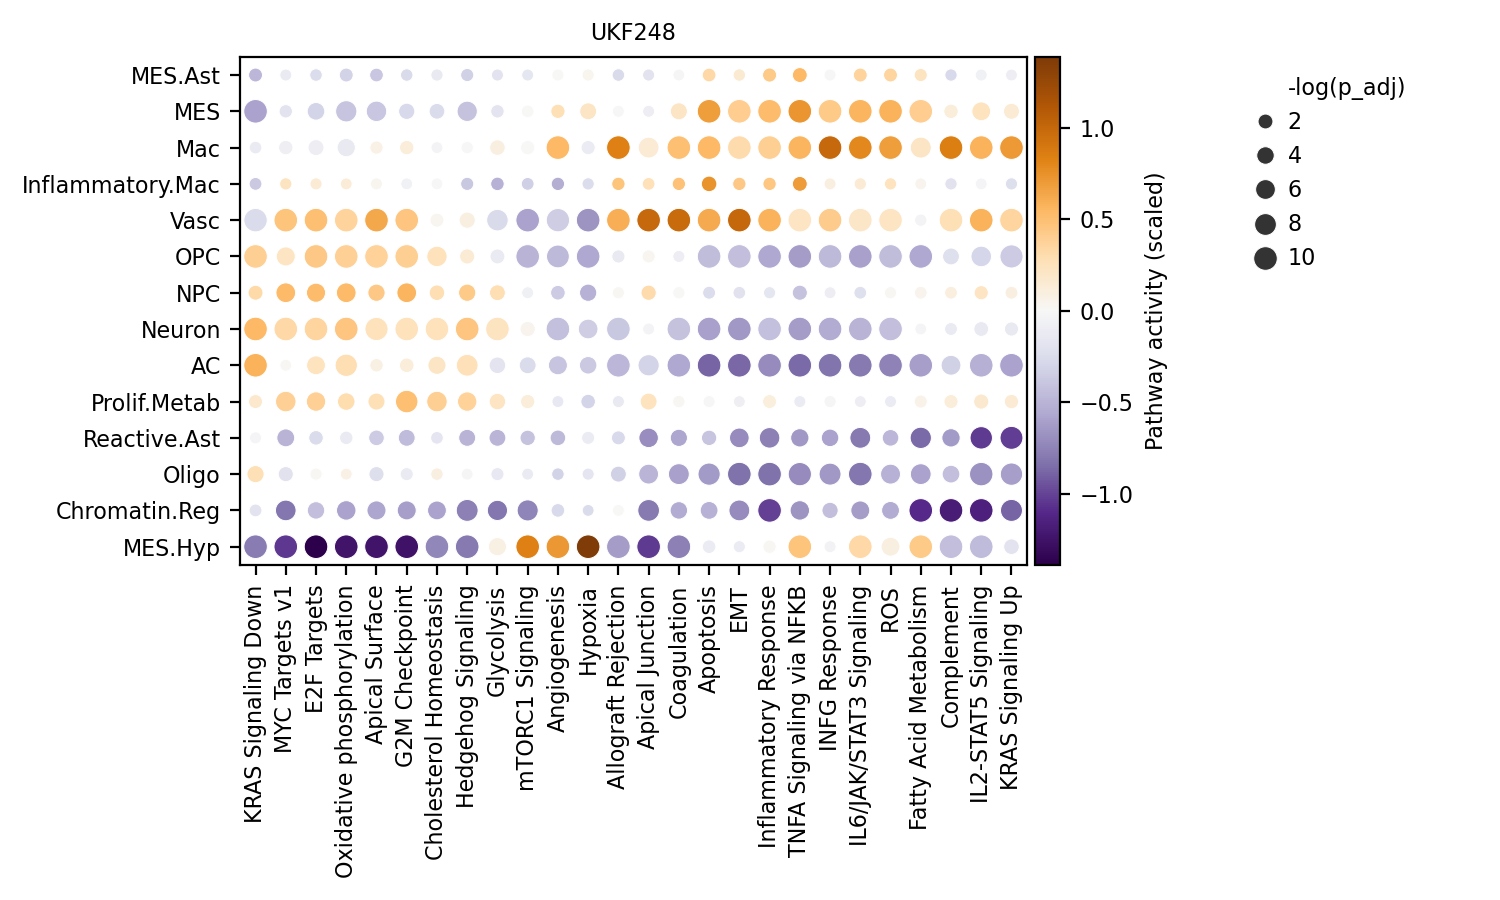 UKF248
MES.Ast
MES
Mac
Inflammatory.Mac
Vasc
OPC
NPC
Neuron
AC
Prolif.Metab
Reactive.Ast
Oligo
Chromatin.Reg
MES.Hyp
KRAS Signaling Down
MYC Targets v1
E2F Targets
Oxidative phosphorylation
Apical Surface
G2M Checkpoint
Cholesterol Homeostasis
Hedgehog Signaling
Glycolysis
mTORC1 Signaling
Angiogenesis
Hypoxia
Allograft Rejection
Apical Junction
Coagulation
Apoptosis
EMT
Inflammatory Response
TNFA Signaling via NFKB
INFG Response
IL6/JAK/STAT3 Signaling
ROS
Fatty Acid Metabolism
Complement
IL2-STAT5 Signaling
KRAS Signaling Up
1.0
0.5
0.0
−0.5
−1.0
Pathway activity (scaled)
-log(p_adj)
2
4
6
8
10